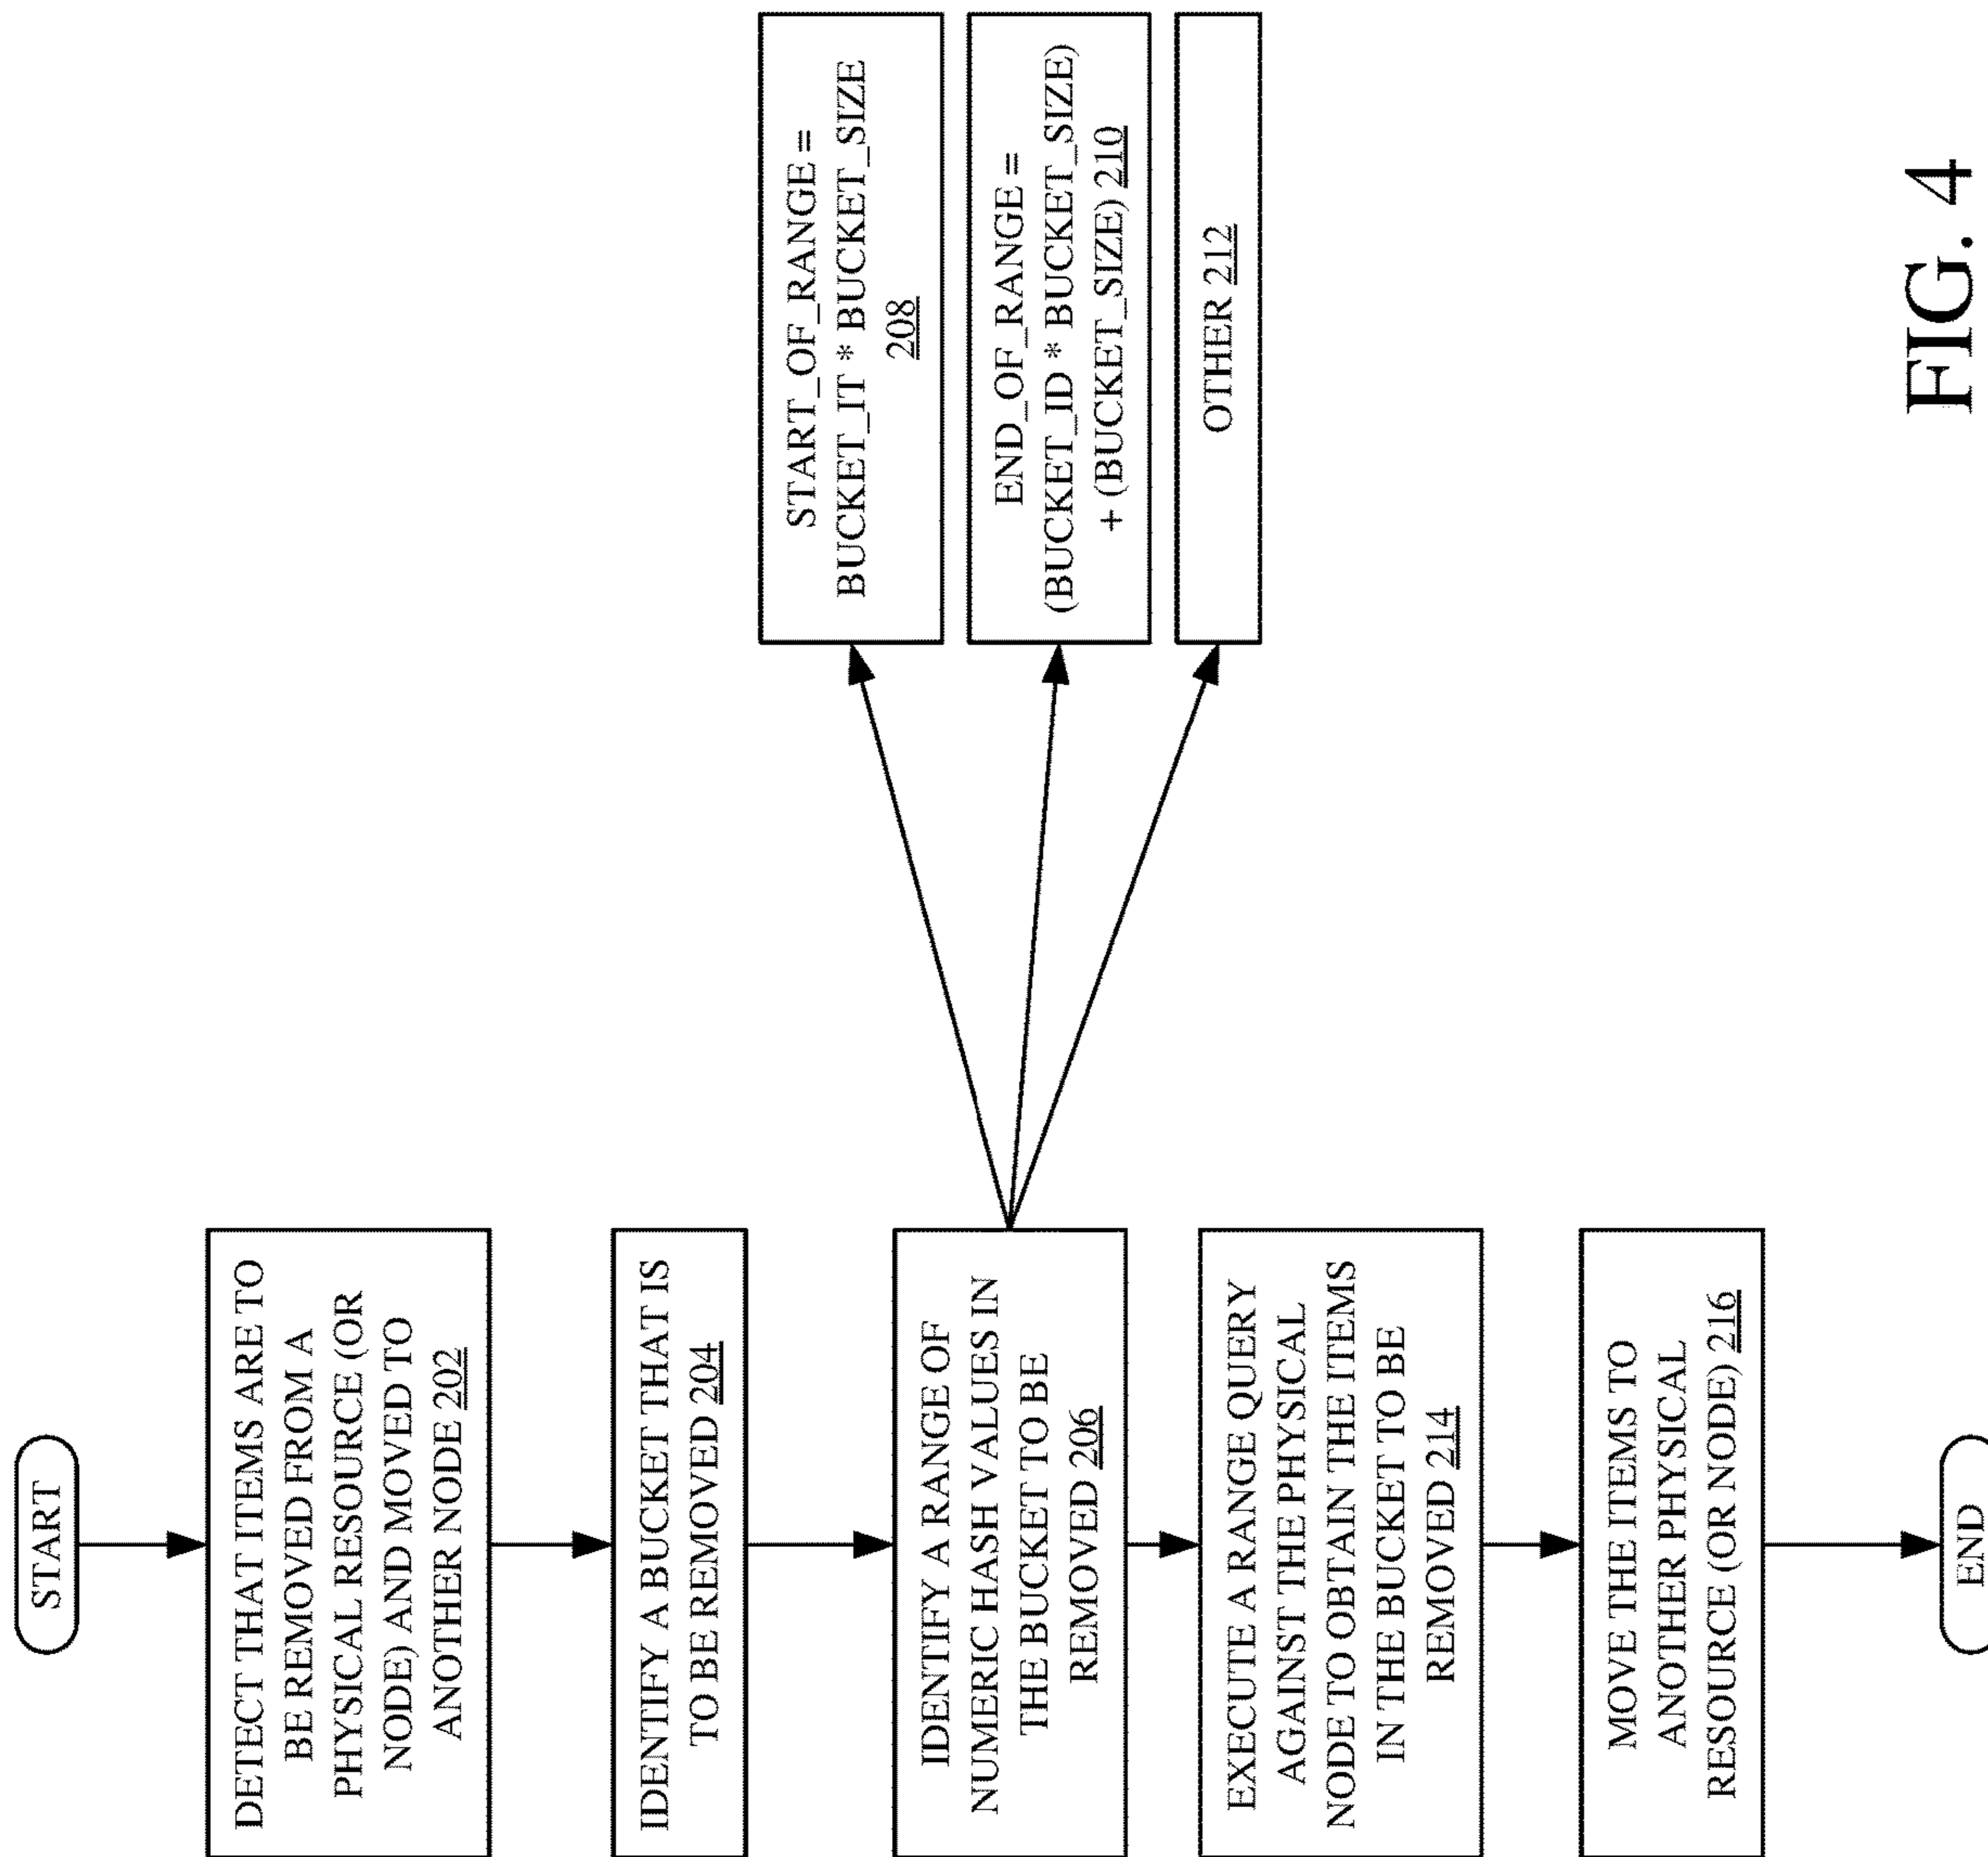 START
DETECT THAT ITEMS ARE TO
BE REMOVED FROM A
PHYSICAL RESOURCE (OR
NODE) AND MOVED TO
ANOTHER NODE 202
IDENTIFY A BUCKET THAT IS
TO BE REMOVED 204
IDENTIFY A RANGE OF
NUMERIC HASH VALUES IN
THE BUCKET TO BE
REMOVED 206
START_OF_RANGE =
BUCKET_IT * BUCKET_SIZE
208
END_OF_RANGE =
(BUCKET_ID * BUCKET_SIZE)
+ (BUCKET_SIZE) 210
OTHER 212
EXECUTE A RANGE QUERY
AGAINST THE PHYSICAL
NODE TO OBTAIN THE ITEMS
IN THE BUCKET TO BE
REMOVED 214
MOVE THE ITEMS TO
ANOTHER PHYSICAL
RESOURCE (OR NODE) 216
END
FIG. 4